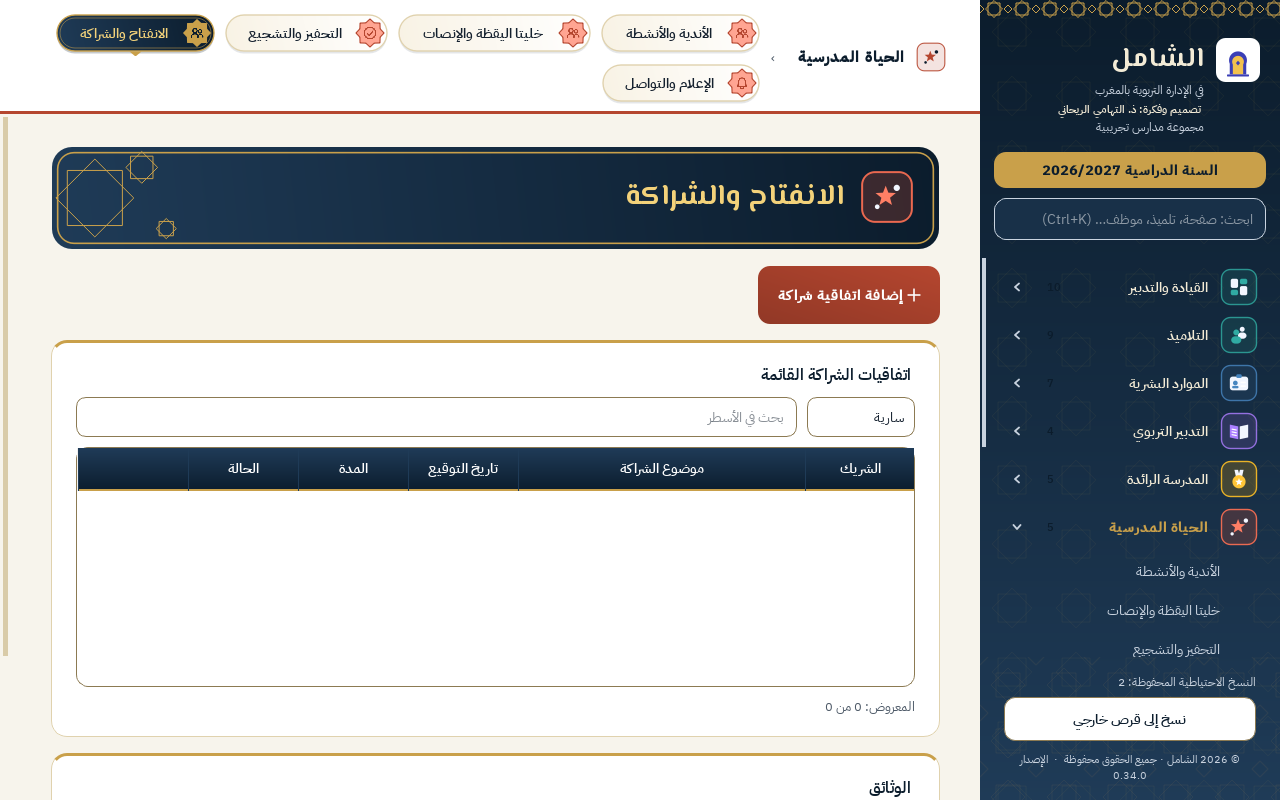 الشامل
في الإدارة التربوية بالمغرب
تصميم وفكرة: ذ. التهامي الريحاني
مجموعة مدارس تجريبية
السنة الدراسية 2026/2027
ابحث: صفحة، تلميذ، موظف... (Ctrl+K)
القيادة والتدبير 10
التلاميذ 9
الموارد البشرية 7
التدبير التربوي 4
المدرسة الرائدة 5
الحياة المدرسية 5
الأندية والأنشطة
خليتا اليقظة والإنصات
التحفيز والتشجيع
النسخ الاحتياطية المحفوظة: 2
نسخ إلى قرص خارجي
© 2026 الشامل · جميع الحقوق محفوظة · الإصدار
0.34.0
الحياة المدرسية ‹
الأندية والأنشطة
خليتا اليقظة والإنصات
التحفيز والتشجيع
الانفتاح والشراكة
الإعلام والتواصل
الانفتاح والشراكة
إضافة اتفاقية شراكة
اتفاقيات الشراكة القائمة
سارية
بحث في الأسطر
الشريك موضوع الشراكة تاريخ التوقيع المدة الحالة
المعروض: 0 من 0
الوثائق